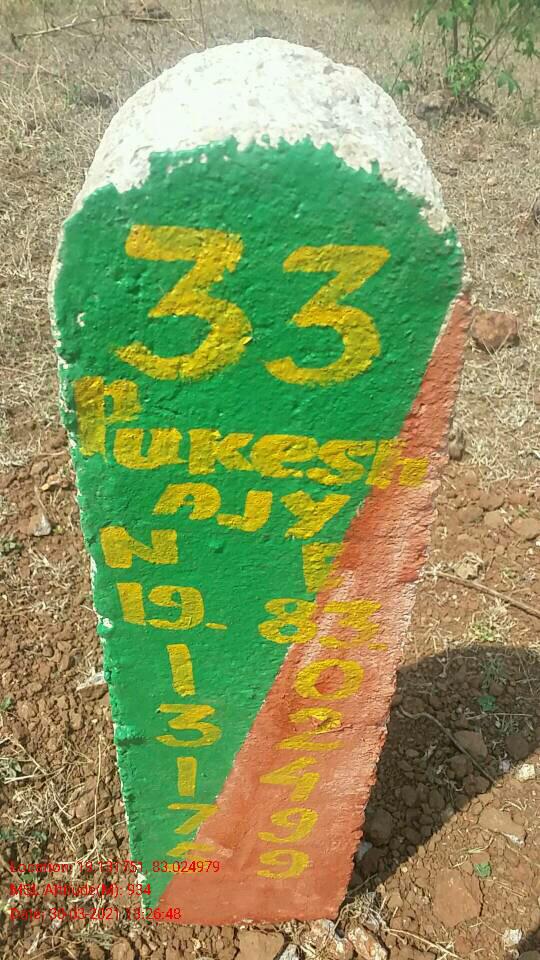 33
Pukesh
AJY
N E
19. 83.
1 0
3 2
1 4
7 9
9
Location: 19.131751, 83.024979
MSL Altitude(M): 934
Date: 30-03-2021 13:26:48